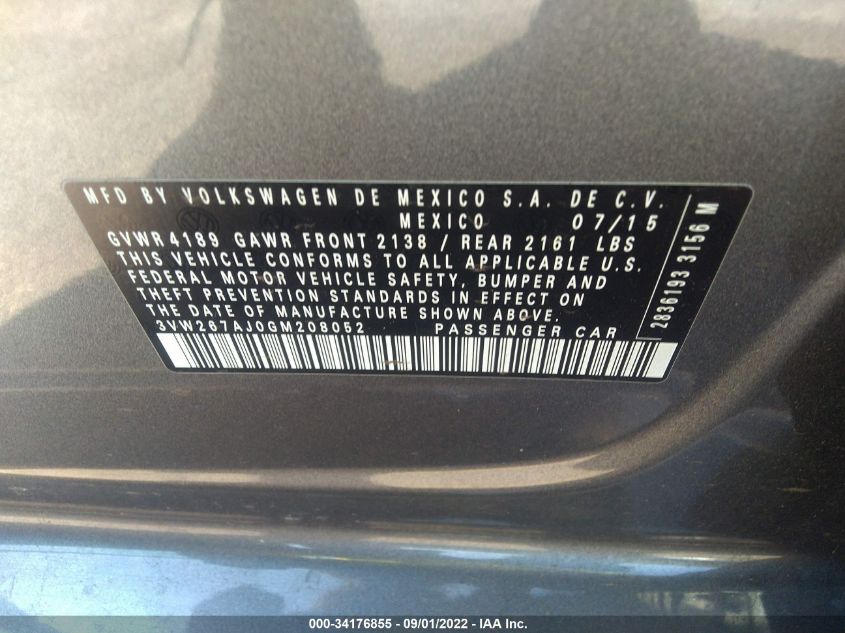 MFD BY VOLKSWAGEN DE MEXICO S.A. DE C.V.
MEXICO 07/15
GVWR 4189 GAWR FRONT 2138 / REAR 2161 LBS
THIS VEHICLE CONFORMS TO ALL APPLICABLE U.S.
FEDERAL MOTOR VEHICLE SAFETY, BUMPER AND
THEFT PREVENTION STANDARDS IN EFFECT ON
THE DATE OF MANUFACTURE SHOWN ABOVE.
3VW267AJ0GM208052 PASSENGER CAR
2836193 3156 M
000-34176855 - 09/01/2022 - IAA Inc.